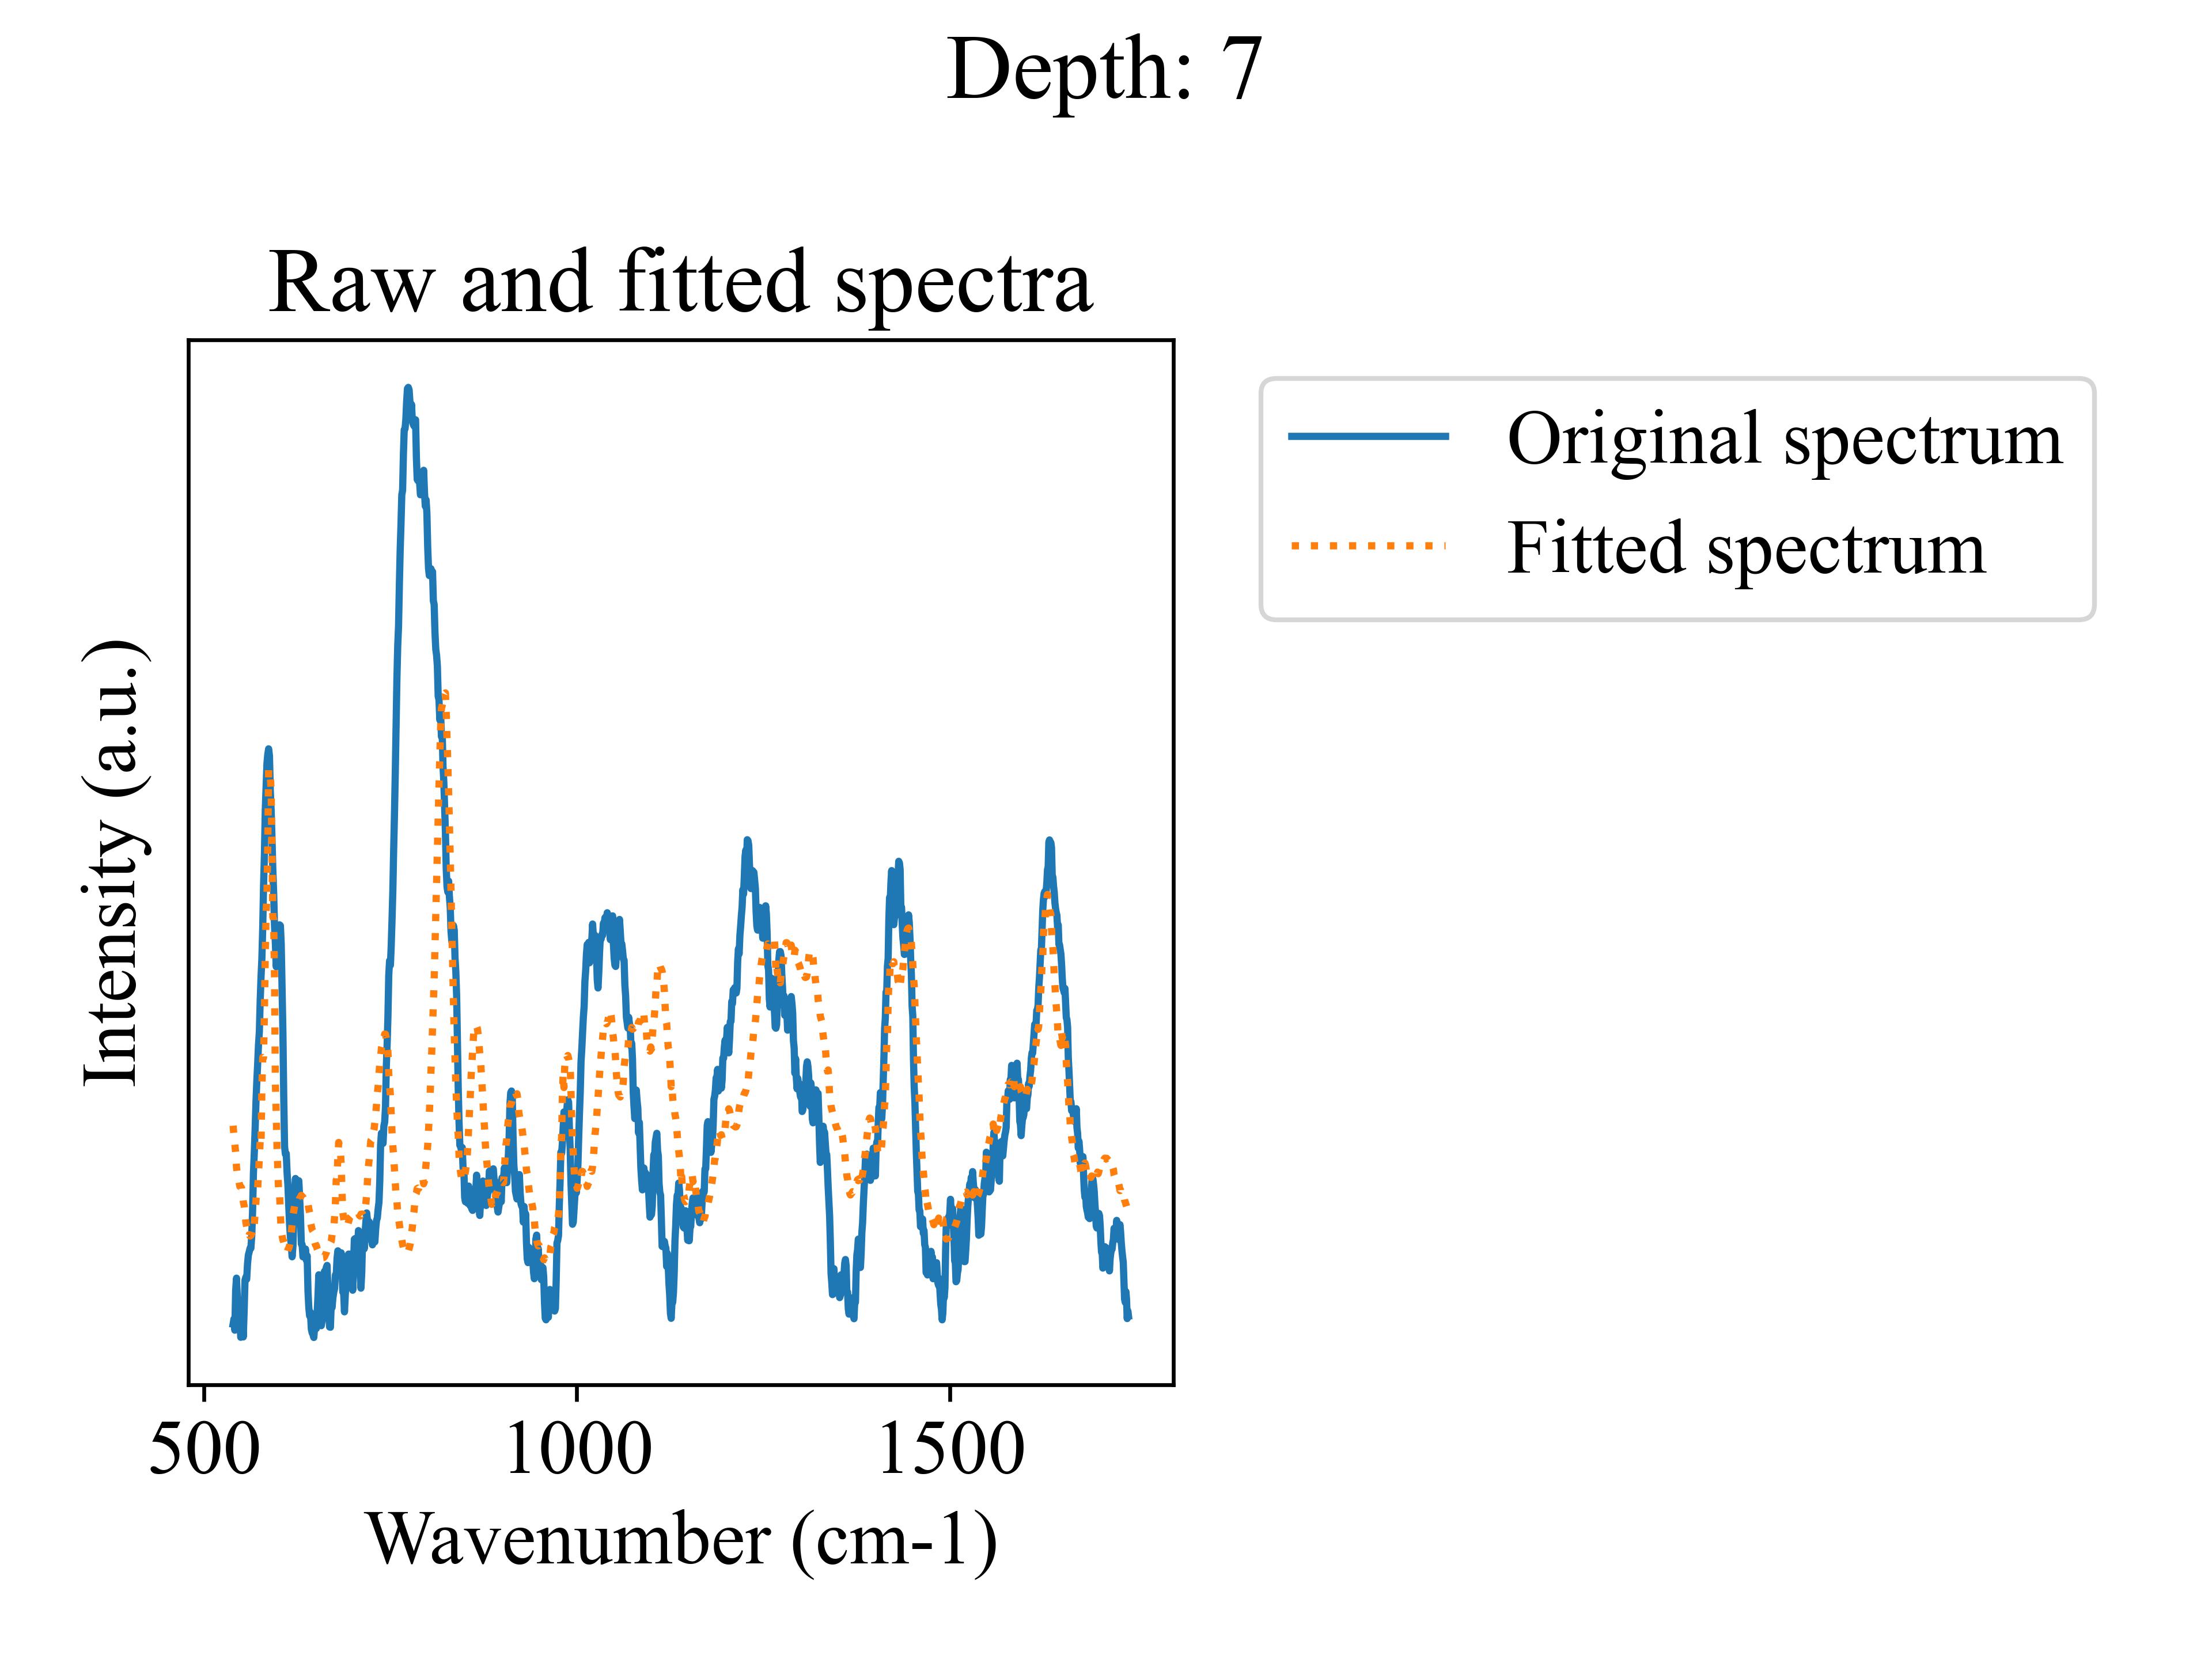 Depth: 7
Raw and fitted spectra
Original spectrum
Fitted spectrum
Intensity (a.u.)
500 1000 1500
Wavenumber (cm-1)